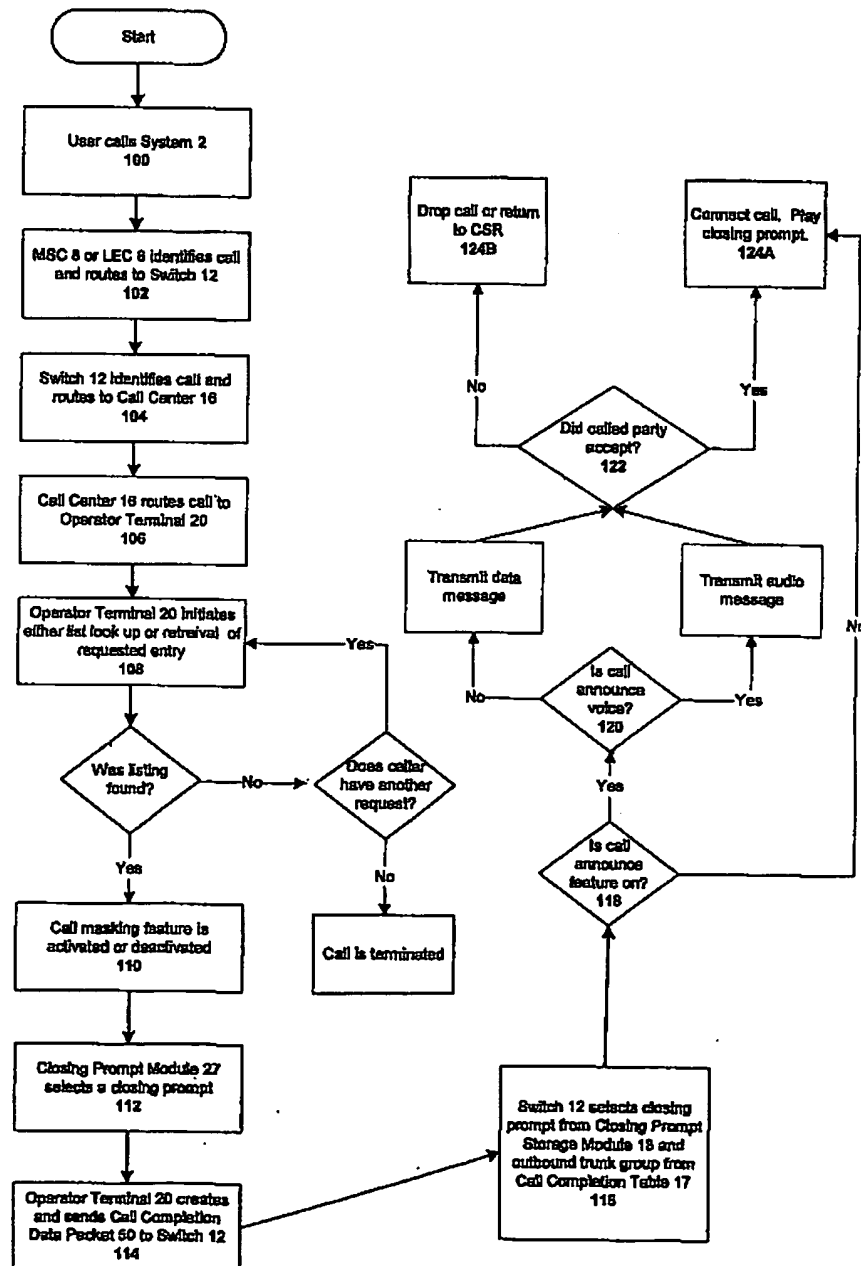 Start
User calls System 2
100
MSC 8 or LEC 6 identifies call
and routes to Switch 12
102
Switch 12 identifies call and
routes to Call Center 16
104
Call Center 16 routes call to
Operator Terminal 20
106
Operator Terminal 20 initiates
either list look up or retreival of
requested entry
108
Was listing
found?
No
Yes
Does caller
have another
request?
Yes
No
Call is terminated
Call masking feature is
activated or deactivated
110
Closing Prompt Module 27
selects a closing prompt
112
Operator Terminal 20 creates
and sends Call Completion
Data Packet 50 to Switch 12
114
Switch 12 selects closing
prompt from Closing Prompt
Storage Module 18 and
outbound trunk group from
Call Completion Table 17
116
Is call
announce
feature on?
118
Yes
No
Is call
announce
voice?
120
No
Yes
Transmit data
message
Transmit audio
message
Did called party
accept?
122
No
Yes
Drop call or return
to CSR
124B
Connect call. Play
closing prompt.
124A